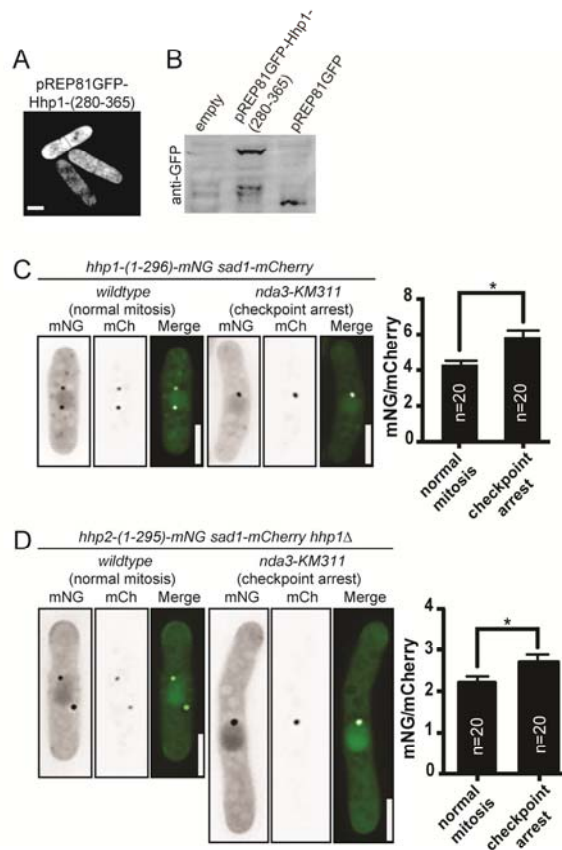 A
pREP81GFP-
Hhp1-(280-365)
B
empty
pREP81GFP-Hhp1-
(280-365)
pREP81GFP
anti-GFP
C
hhp1-(1-296)-mNG sad1-mCherry
wildtype
(normal mitosis)
nda3-KM311
(checkpoint arrest)
mNG mCh Merge
mNG mCh Merge
mNG/mCherry
8
6
4
2
0
*
n=20
n=20
normal
mitosis
checkpoint
arrest
D
hhp2-(1-295)-mNG sad1-mCherry hhp1Δ
wildtype
(normal mitosis)
nda3-KM311
(checkpoint arrest)
mNG mCh Merge
mNG mCh Merge
mNG/mCherry
4
3
2
1
0
*
n=20
n=20
normal
mitosis
checkpoint
arrest